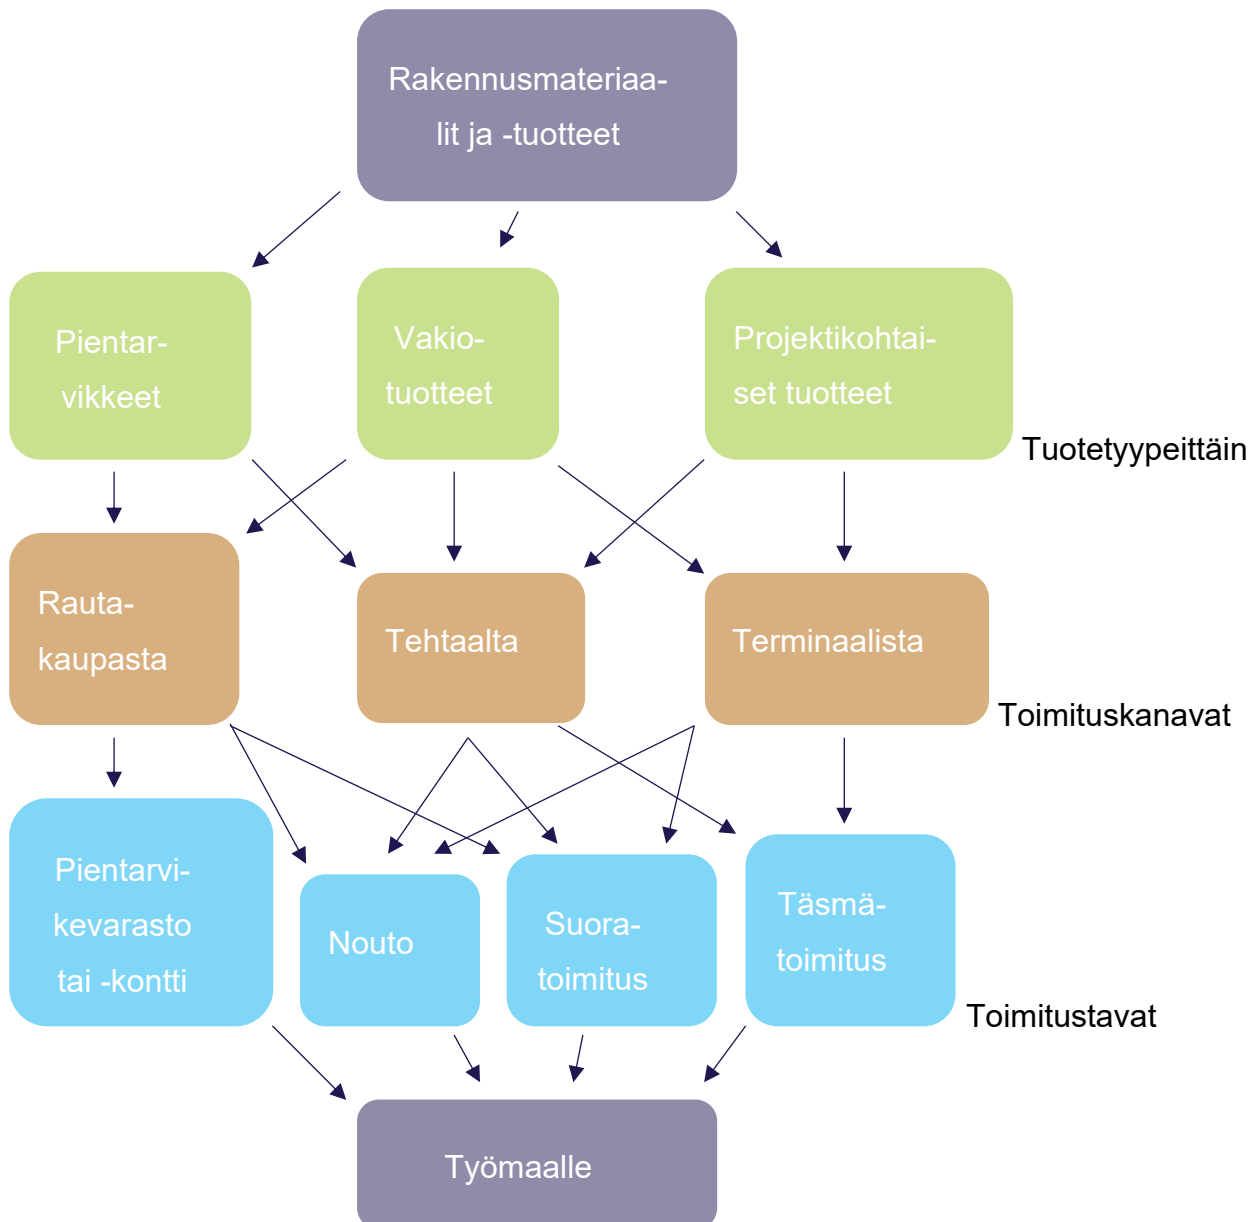 Rakennusmateriaa-
lit ja -tuotteet
Pientar-
vikkeet
Vakio-
tuotteet
Projektikohtai-
set tuotteet
Tuotetyypeittäin
Rauta-
kaupasta
Tehtaalta
Terminaalista
Toimituskanavat
Pientarvi-
kevarasto
tai -kontti
Nouto
Suora-
toimitus
Täsmä-
toimitus
Toimitustavat
Työmaalle